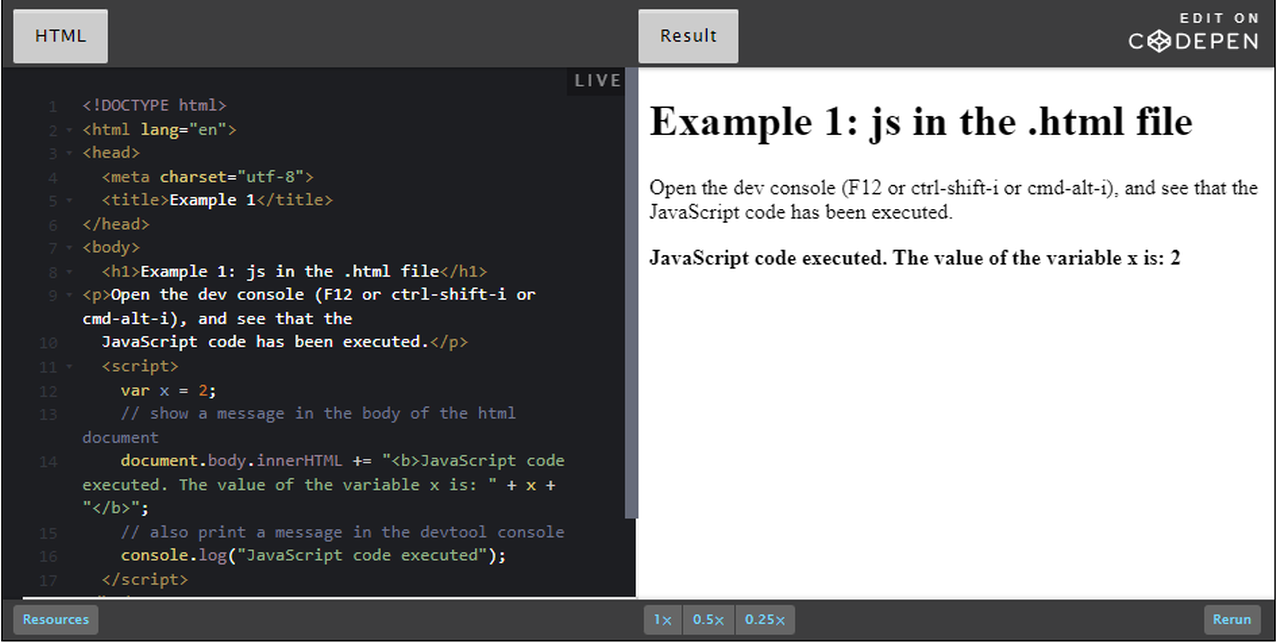 HTML
LIVE
1 <!DOCTYPE html>
2 <html lang="en">
3 <head>
4 <meta charset="utf-8">
5 <title>Example 1</title>
6 </head>
7 <body>
8 <h1>Example 1: js in the .html file</h1>
9 <p>Open the dev console (F12 or ctrl-shift-i or
cmd-alt-i), and see that the
10 JavaScript code has been executed.</p>
11 <script>
12 var x = 2;
13 // show a message in the body of the html
document
14 document.body.innerHTML += "<b>JavaScript code
executed. The value of the variable x is: " + x +
"</b>";
15 // also print a message in the devtool console
16 console.log("JavaScript code executed");
17 </script>
Resources
Result
EDIT ON
CODEPEN
Example 1: js in the .html file
Open the dev console (F12 or ctrl-shift-i or cmd-alt-i), and see that the
JavaScript code has been executed.
JavaScript code executed. The value of the variable x is: 2
1× 0.5× 0.25×
Rerun